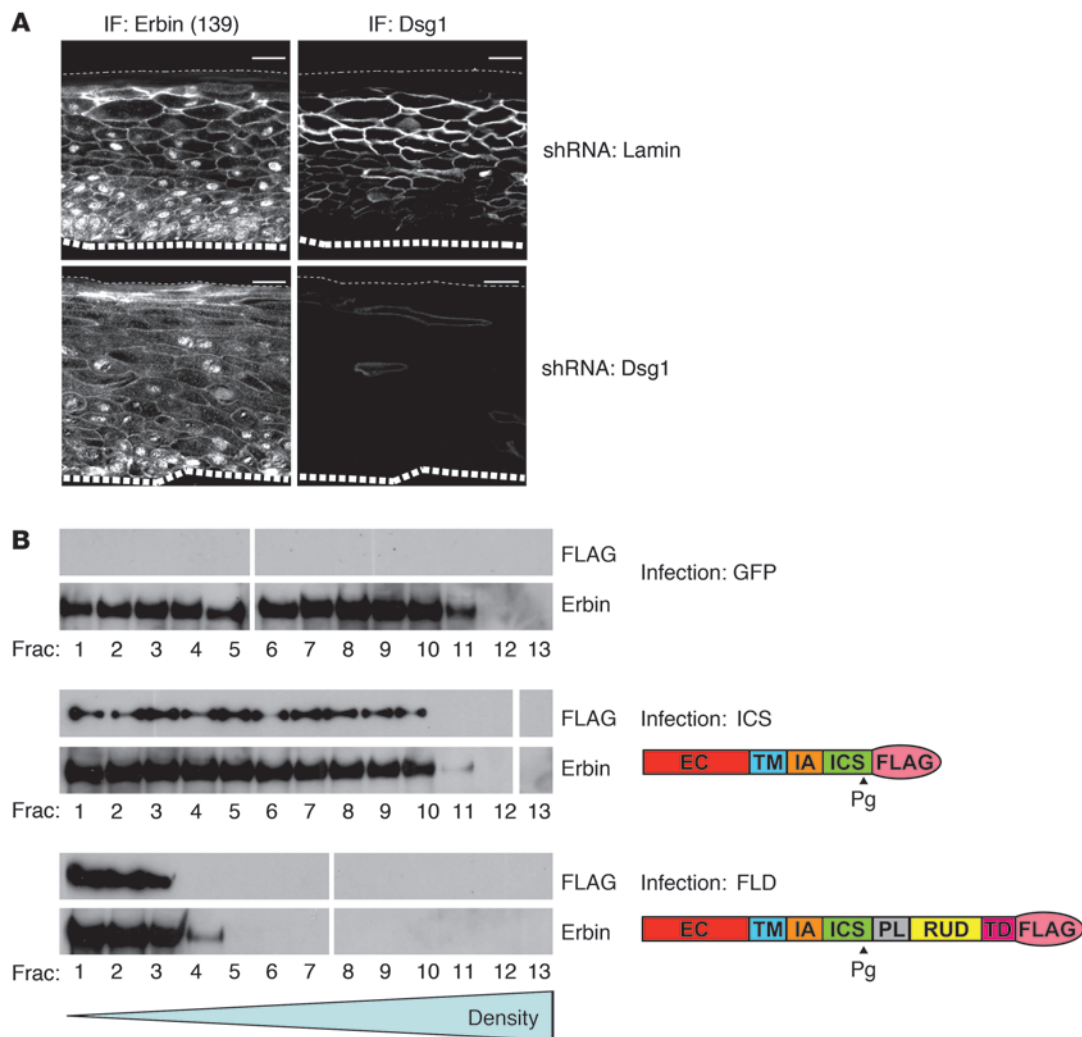 A
IF: Erbin (139)
IF: Dsg1
shRNA: Lamin
shRNA: Dsg1
B
FLAG
Infection: GFP
Erbin
Frac: 1 2 3 4 5 6 7 8 9 10 11 12 13
FLAG
Infection: ICS
Erbin
EC TM IA ICS FLAG
Pg
Frac: 1 2 3 4 5 6 7 8 9 10 11 12 13
FLAG
Infection: FLD
Erbin
EC TM IA ICS PL RUD TD FLAG
Pg
Frac: 1 2 3 4 5 6 7 8 9 10 11 12 13
Density